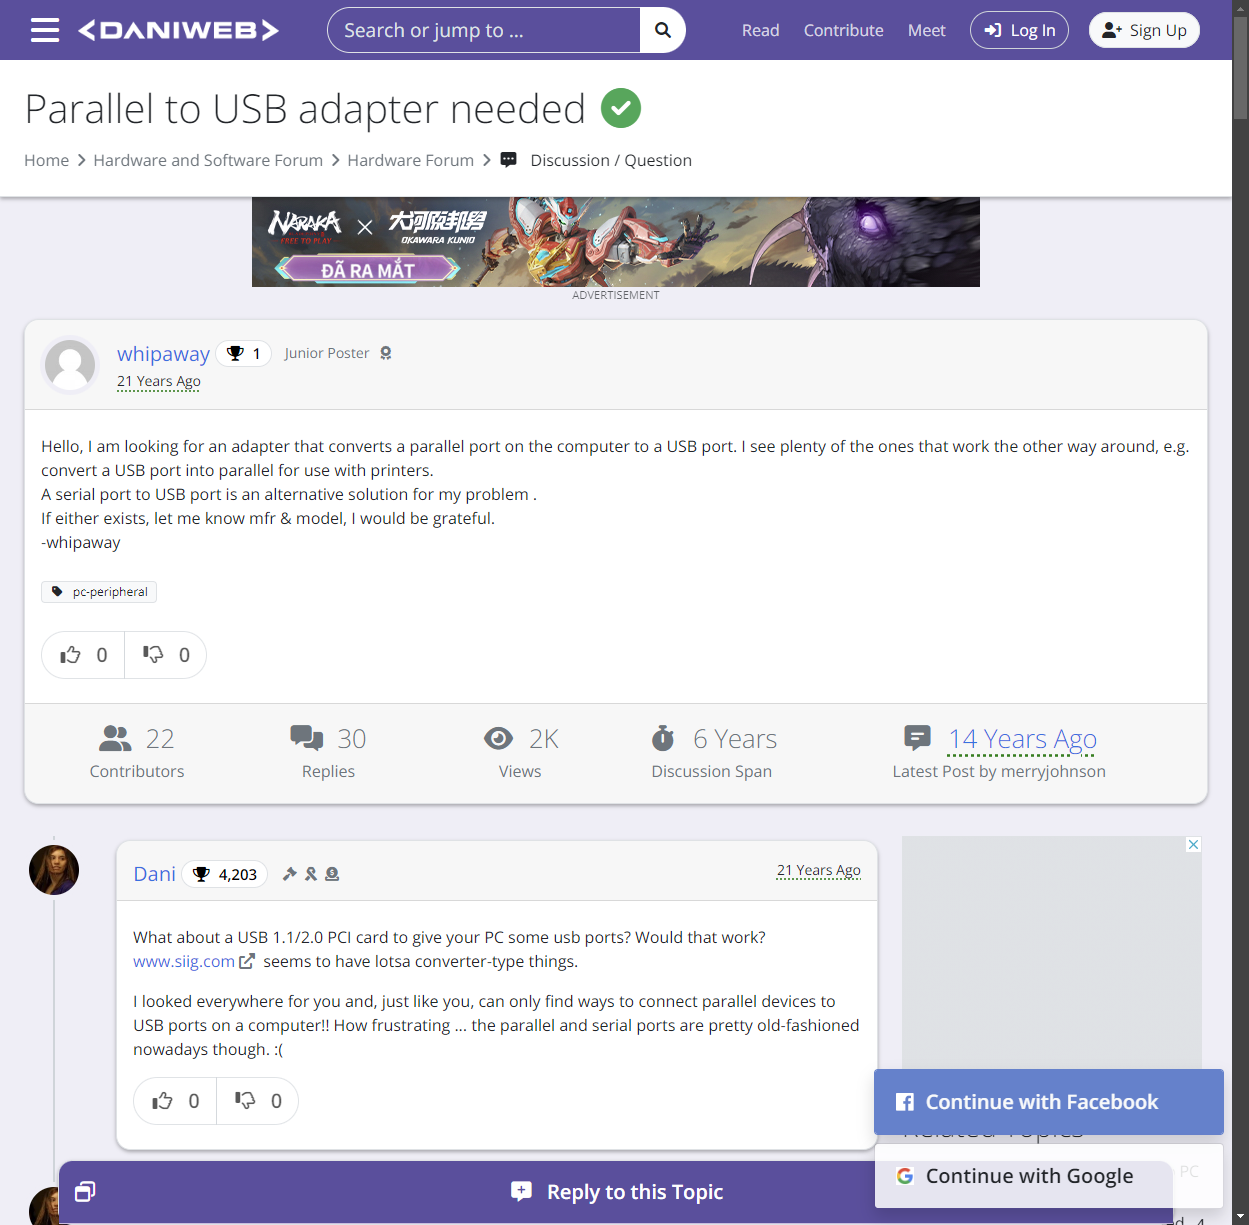 <DANIWEB>
Search or jump to ...
Read
Contribute
Meet
Log In
Sign Up
Parallel to USB adapter needed
Home > Hardware and Software Forum > Hardware Forum > Discussion / Question
NARAKA
FREE TO PLAY
×
大河原邦男
OKAWARA KUNIO
ĐÃ RA MẮT
ADVERTISEMENT
whipaway
1
Junior Poster
21 Years Ago
Hello, I am looking for an adapter that converts a parallel port on the computer to a USB port. I see plenty of the ones that work the other way around, e.g.
convert a USB port into parallel for use with printers.
A serial port to USB port is an alternative solution for my problem .
If either exists, let me know mfr & model, I would be grateful.
-whipaway
pc-peripheral
0
0
22
Contributors
30
Replies
2K
Views
6 Years
Discussion Span
14 Years Ago
Latest Post by merryjohnson
Dani
4,203
21 Years Ago
What about a USB 1.1/2.0 PCI card to give your PC some usb ports? Would that work?
www.siig.com seems to have lotsa converter-type things.
I looked everywhere for you and, just like you, can only find ways to connect parallel devices to
USB ports on a computer!! How frustrating ... the parallel and serial ports are pretty old-fashioned
nowadays though. :(
0
0
Continue with Facebook
Related Topics
Continue with Google
PC
Reply to this Topic